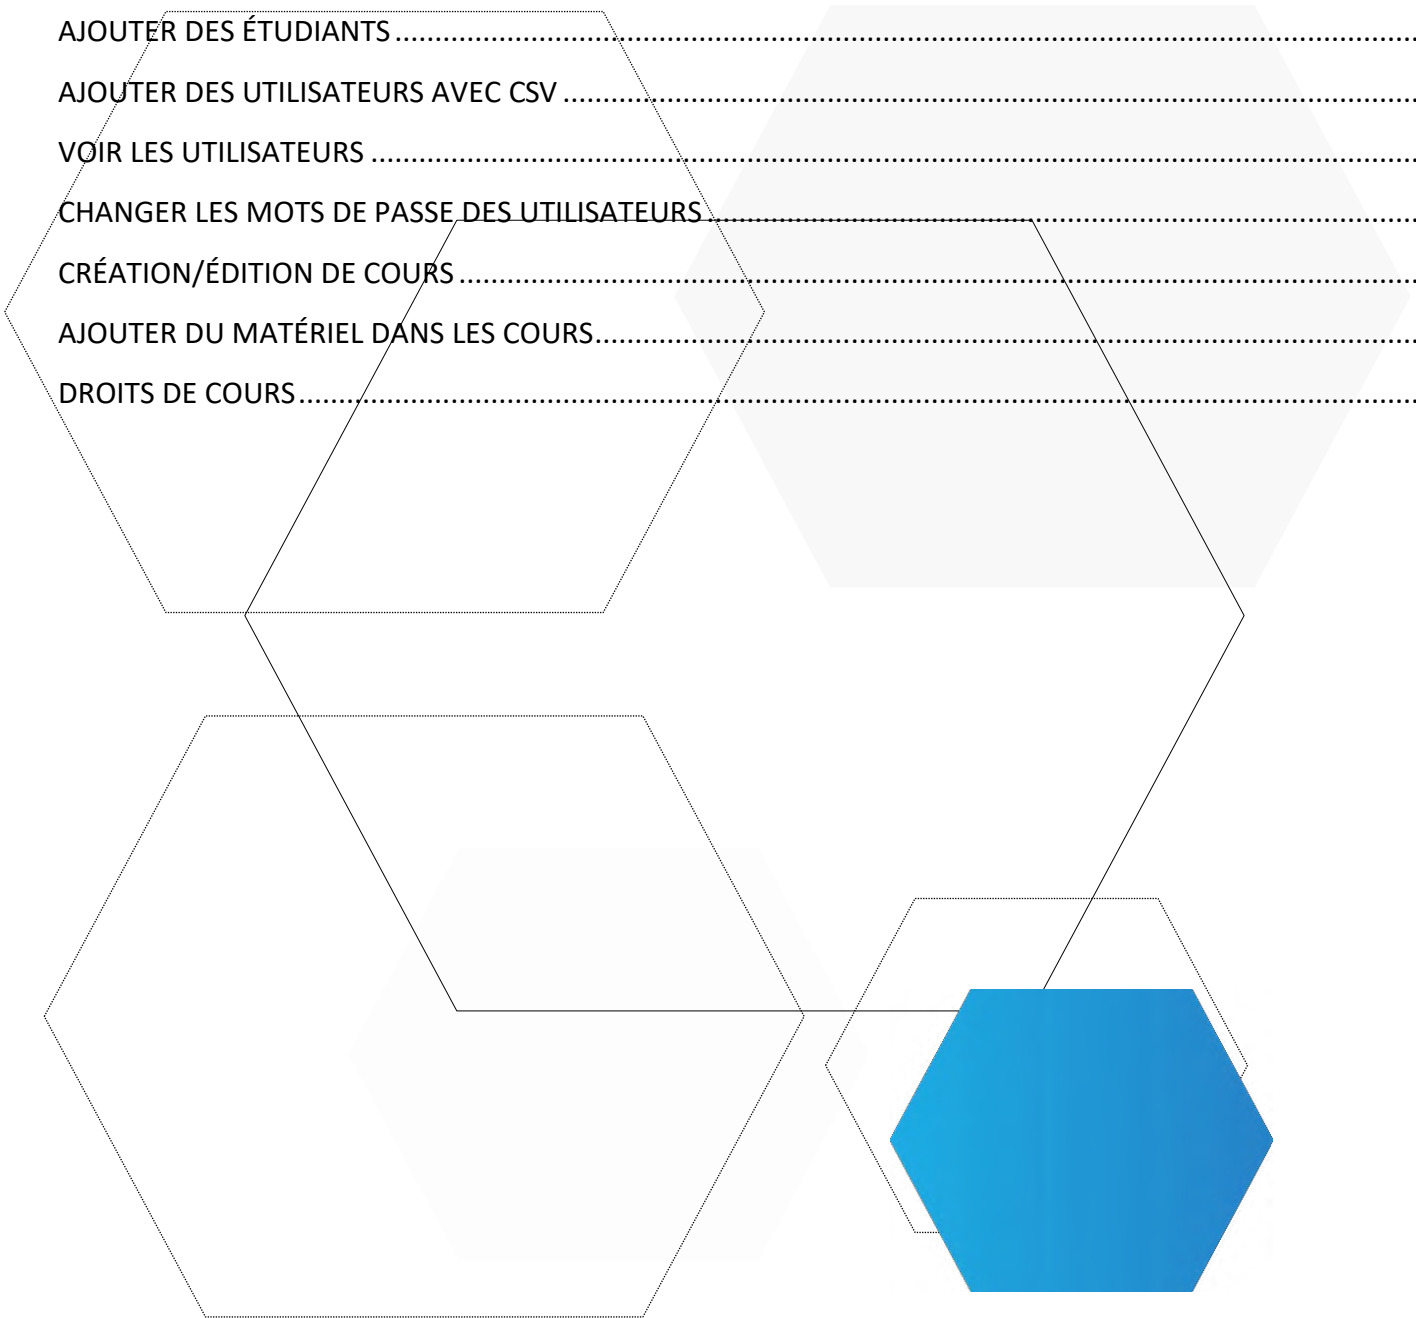 AJOUTER DES ÉTUDIANTS ........................................................................................................................
AJOUTER DES UTILISATEURS AVEC CSV ........................................................................................................
VOIR LES UTILISATEURS ...........................................................................................................................
CHANGER LES MOTS DE PASSE DES UTILISATEURS ........................................................................................
CRÉATION/ÉDITION DE COURS ..................................................................................................................
AJOUTER DU MATÉRIEL DANS LES COURS....................................................................................................
DROITS DE COURS ....................................................................................................................................